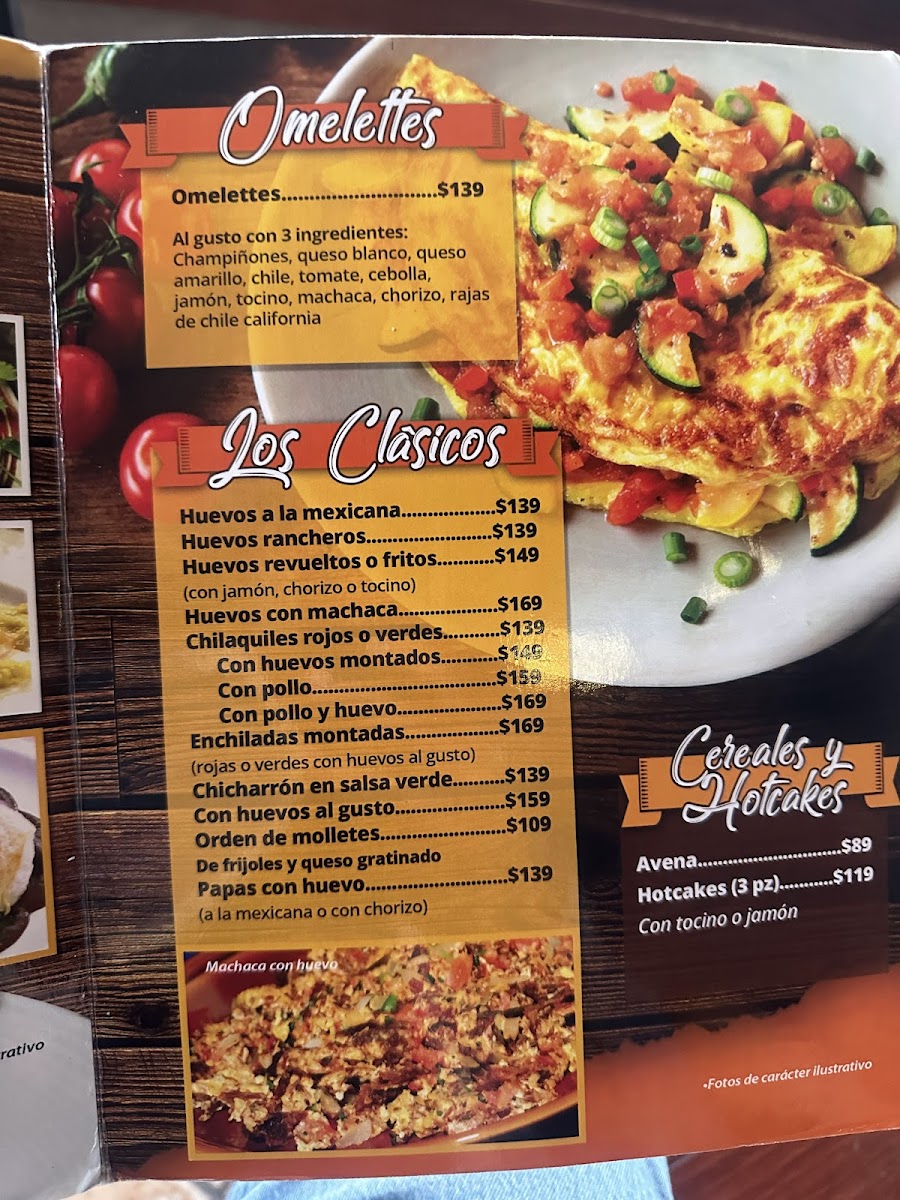 Omelettes
Omelettes..............................$139
Al gusto con 3 ingredientes:
Champiñones, queso blanco, queso
amarillo, chile, tomate, cebolla,
jamón, tocino, machaca, chorizo, rajas
de chile california
Los Clàsicos
Huevos a la mexicana..................$139
Huevos rancheros........................$139
Huevos revueltos o fritos...........$149
(con jamón, chorizo o tocino)
Huevos con machaca...................$169
Chilaquiles rojos o verdes...........$139
Con huevos montados...........$149
Con pollo....................................$159
Con pollo y huevo....................$169
Enchiladas montadas..................$169
(rojas o verdes con huevos al gusto)
Chicharrón en salsa verde..........$139
Con huevos al gusto.....................$159
Orden de molletes........................$109
De frijoles y queso gratinado
Papas con huevo...........................$139
(a la mexicana o con chorizo)
Machaca con huevo
Cereales y
Hotcakes
Avena............................$89
Hotcakes (3 pz)...........$119
Con tocino o jamón
•Fotos de carácter ilustrativo
rativo